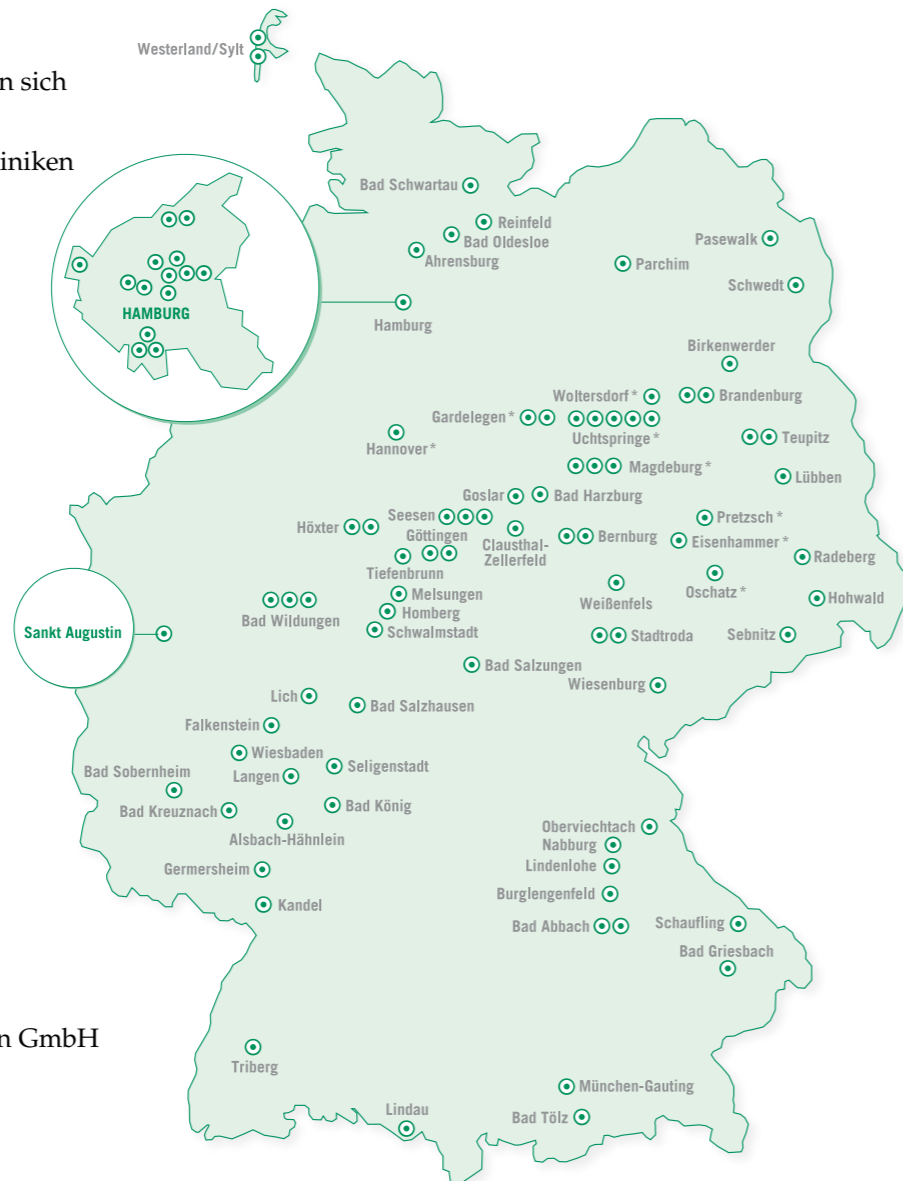 Westerland/Sylt
n sich
iniken
Bad Schwartau
Reinfeld
Bad Oldesloe
Ahrensburg
Pasewalk
Parchim
Schwedt
HAMBURG
Hamburg
Birkenwerder
Woltersdorf *
Brandenburg
Gardelegen *
Uchtspringe *
Teupitz
Hannover *
Magdeburg *
Lübben
Goslar
Bad Harzburg
Seesen
Pretzsch *
Höxter
Göttingen
Clausthal-
Zellerfeld
Bernburg
Eisenhammer *
Radeberg
Tiefenbrunn
Melsungen
Weißenfels
Oschatz *
Hohwald
Bad Wildungen
Homberg
Sankt Augustin
Schwalmstadt
Stadtroda
Sebnitz
Bad Salzungen
Wiesenburg
Lich
Bad Salzhausen
Falkenstein
Wiesbaden
Seligenstadt
Bad Sobernheim
Langen
Bad Kreuznach
Bad König
Alsbach-Hähnlein
Oberviechtach
Nabburg
Germersheim
Lindenlohe
Burglengenfeld
Kandel
Bad Abbach
Schaufling
Bad Griesbach
n GmbH
Triberg
München-Gauting
Lindau
Bad Tölz